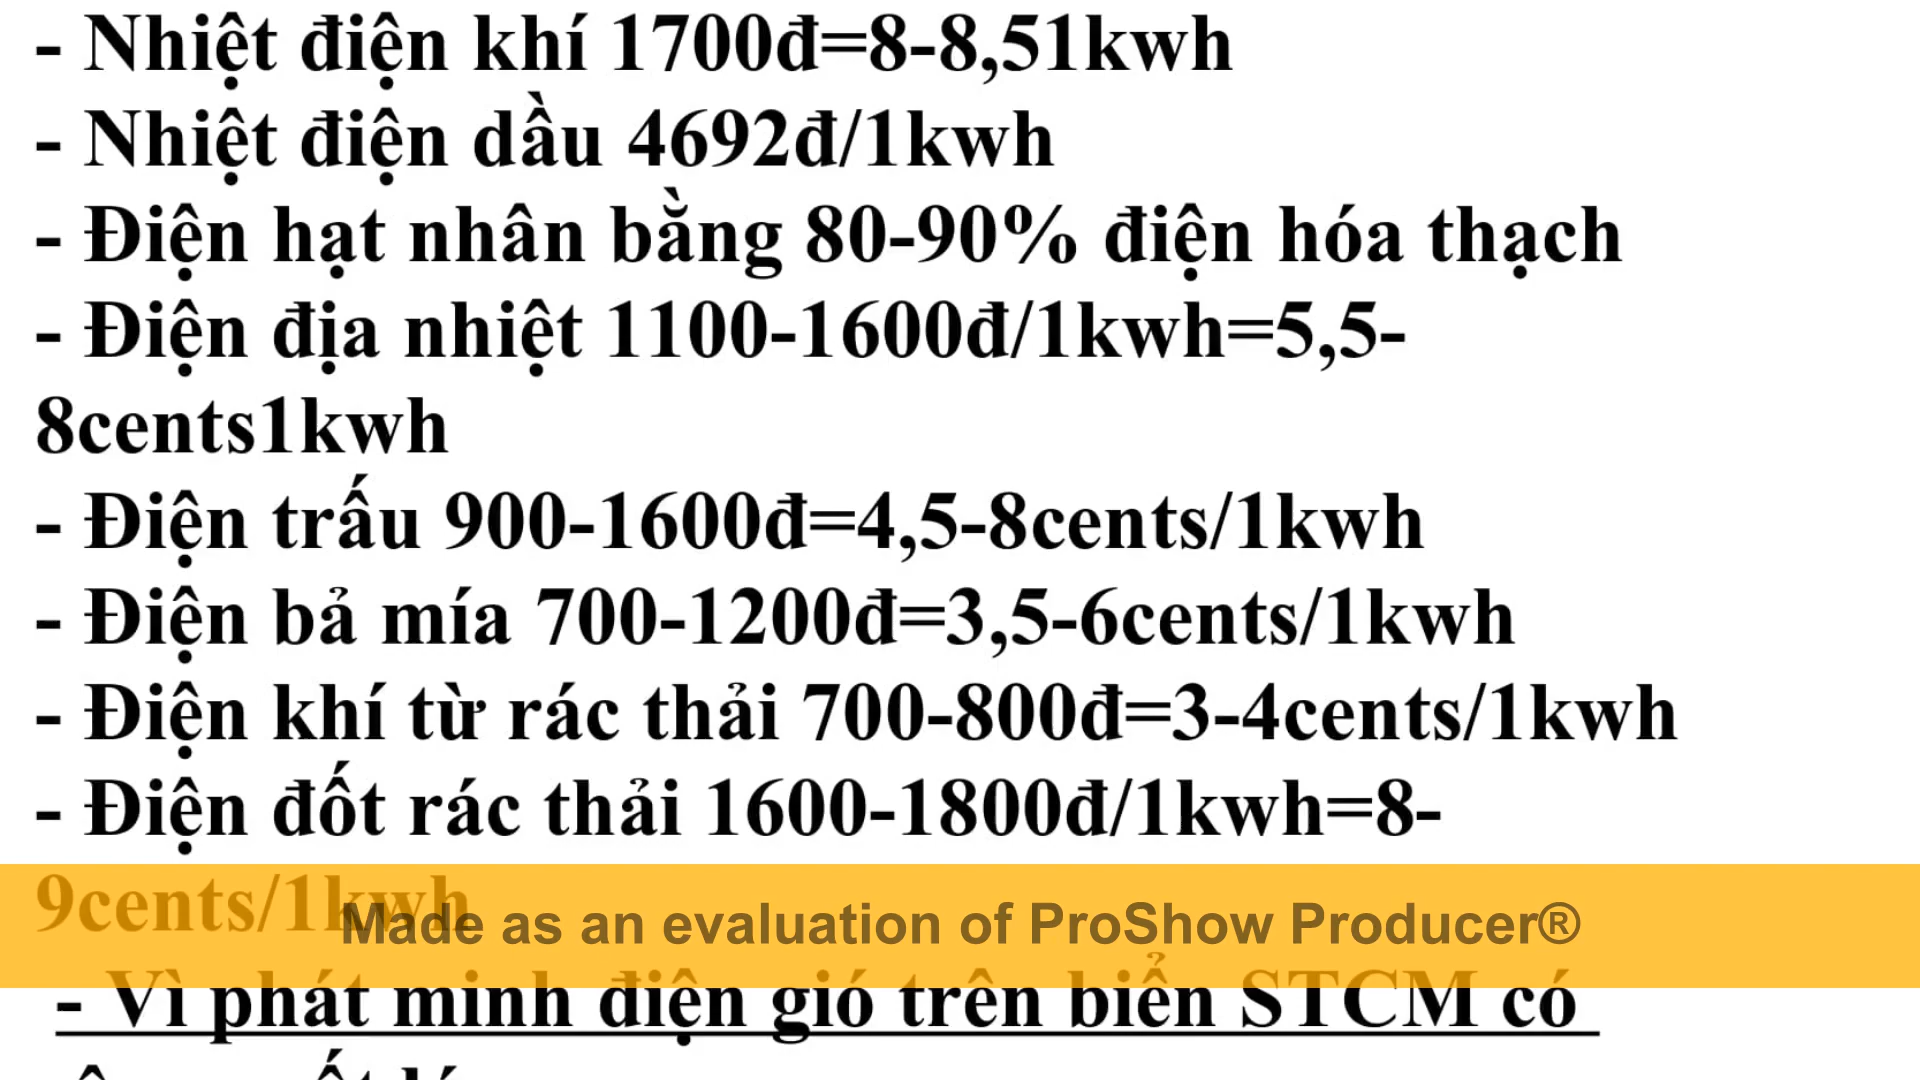 - Nhiệt điện khí 1700đ=8-8,51kwh
- Nhiệt điện dầu 4692đ/1kwh
- Điện hạt nhân bằng 80-90% điện hóa thạch
- Điện địa nhiệt 1100-1600đ/1kwh=5,5-
8cents1kwh
- Điện trấu 900-1600đ=4,5-8cents/1kwh
- Điện bả mía 700-1200đ=3,5-6cents/1kwh
- Điện khí từ rác thải 700-800đ=3-4cents/1kwh
- Điện đốt rác thải 1600-1800đ/1kwh=8-
9cents/1kwh
Made as an evaluation of ProShow Producer®
- Vì phát minh điện gió trên biển STCM có